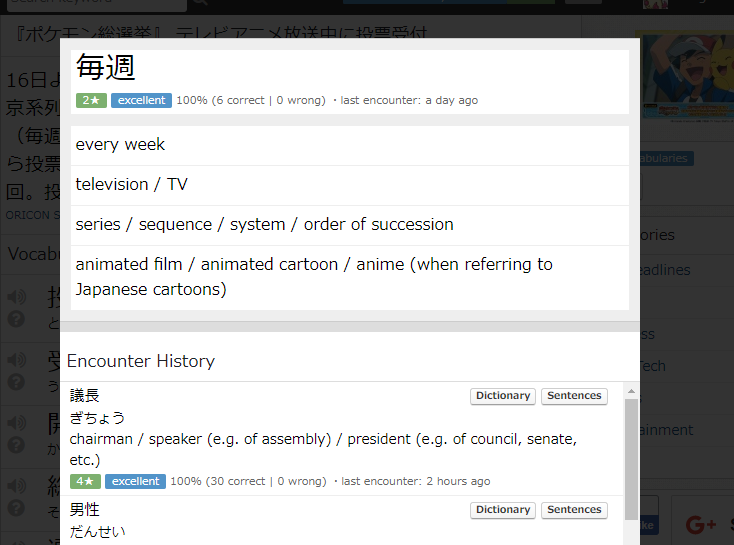 Search Keyword
『ポケモン総選挙』 テレビアニメ放送中に投票受付
毎週
2★ excellent 100% (6 correct | 0 wrong) ・last encounter: a day ago
16日よ
京系列
（毎週
ら投票
回。投
ORICON S
every week
television / TV
series / sequence / system / order of succession
animated film / animated cartoon / anime (when referring to
Japanese cartoons)
abularies
ories
eadlines
ss
Tech
ainment
Vocabu
Encounter History
議長
Dictionary Sentences
ぎちょう
chairman / speaker (e.g. of assembly) / president (e.g. of council, senate,
etc.)
4★ excellent 100% (30 correct | 0 wrong) ・last encounter: 2 hours ago
男性
Dictionary Sentences
だんせい
G+